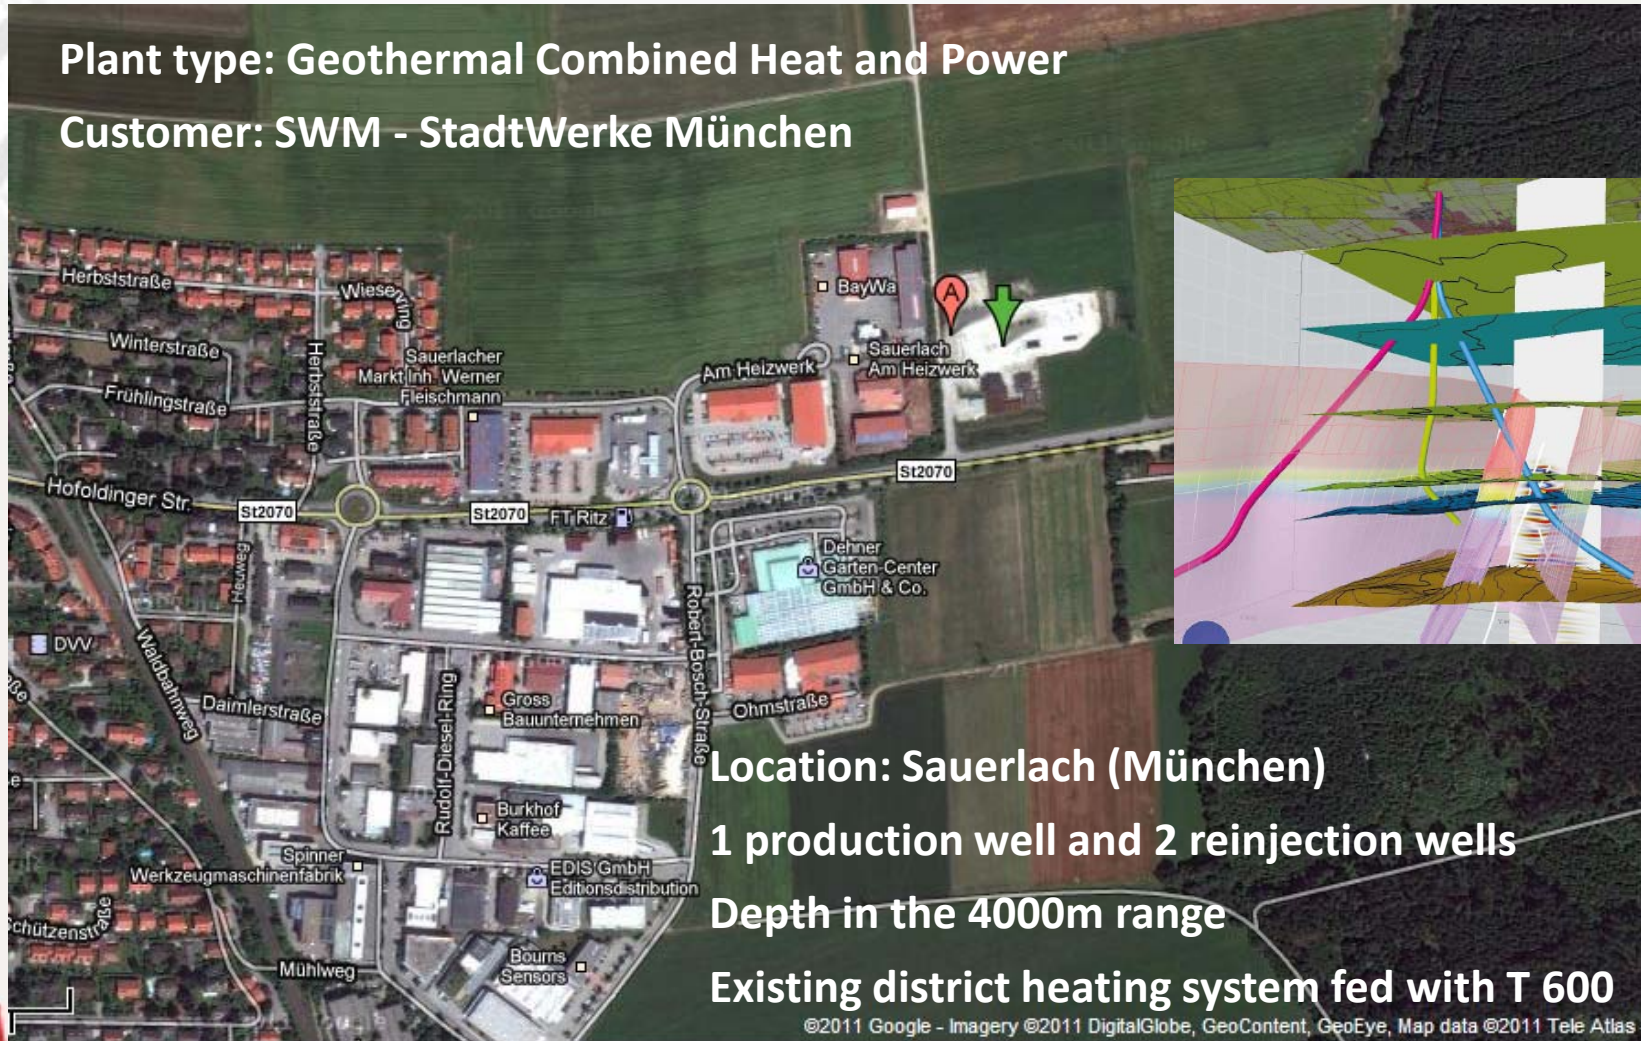 Plant type: Geothermal Combined Heat and Power
Customer: SWM - StadtWerke München
Herbststraße
Wieserving
BayWa
A
Winterstraße
Herbststraße
Sauerlacher
Markt Inh. Werner
Fleischmann
Am Heizwerk
Sauerlach
Am Heizwerk
Frühlingstraße
St2070
Hofoldinger Str.
St2070
St2070
FT Ritz
Heuweg
Dehner
Garten-Center
GmbH & Co.
DVV
Waldbahnweg
Robert-Bosch-Straße
Daimlerstraße
Rudolf-Diesel-Ring
Gross
Bauunternehmen
Ohmstraße
Location: Sauerlach (München)
Burkhof
Kaffee
1 production well and 2 reinjection wells
Spinner
Werkzeugmaschinenfabrik
EDIS GmbH
Editionsdistribution
Depth in the 4000m range
chützenstraße
Mühlweg
Bourns
Sensors
Existing district heating system fed with T 600
©2011 Google - Imagery ©2011 DigitalGlobe, GeoContent, GeoEye, Map data ©2011 Tele Atlas